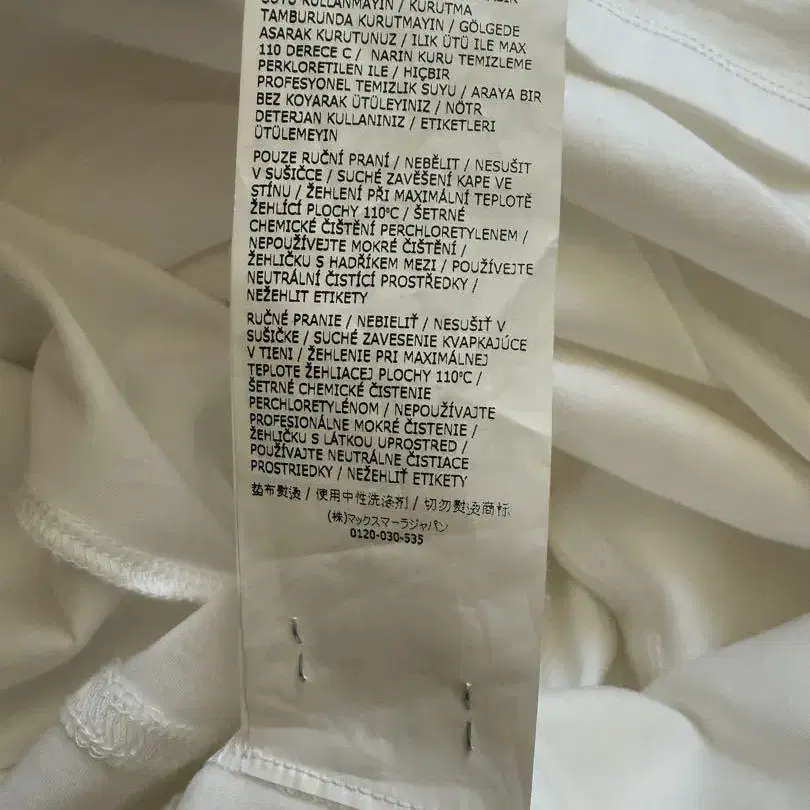 SUYU KULLANMAYIN / KURUTMA
TAMBURUNDA KURUTMAYIN / GÖLGEDE
ASARAK KURUTUNUZ / ILIK ÜTÜ ILE MAX
110 DERECE C / NARIN KURU TEMIZLEME
PERKLORETILEN ILE / HIÇBIR
PROFESYONEL TEMIZLIK SUYU / ARAYA BIR
BEZ KOYARAK ÜTÜLEYINIZ / NÖTR
DETERJAN KULLANINIZ / ETIKETLERI
ÜTÜLEMEYIN
POUZE RUČNÍ PRANÍ / NEBĚLIT / NESUŠIT
V SUŠIČCE / SUCHÉ ZAVĚŠENÍ KAPE VE
STÍNU / ŽEHLENÍ PŘI MAXIMÁLNÍ TEPLOTĚ
ŽEHLÍCÍ PLOCHY 110°C / ŠETRNÉ
CHEMICKÉ ČIŠTĚNÍ PERCHLORETYLENEM /
NEPOUŽÍVEJTE MOKRÉ ČIŠTĚNÍ /
ŽEHLIČKU S HADŘÍKEM MEZI / POUŽÍVEJTE
NEUTRÁLNÍ ČISTÍCÍ PROSTŘEDKY /
NEŽEHLIT ETIKETY
RUČNÉ PRANIE / NEBIELIŤ / NESUŠIŤ V
SUŠIČKE / SUCHÉ ZAVESENIE KVAPKAJÚCE
V TIENI / ŽEHLENIE PRI MAXIMÁLNEJ
TEPLOTE ŽEHLIACEJ PLOCHY 110°C /
ŠETRNÉ CHEMICKÉ ČISTENIE
PERCHLORETYLÉNOM / NEPOUŽÍVAJTE
PROFESIONÁLNE MOKRÉ ČISTENIE /
ŽEHLIČKU S LÁTKOU UPROSTRED /
POUŽÍVAJTE NEUTRÁLNE ČISTIACE
PROSTRIEDKY / NEŽEHLIŤ ETIKETY
垫布熨烫 / 使用中性洗涤剂 / 切勿熨烫商标
(株)マックスマーラジャパン
0120-030-535